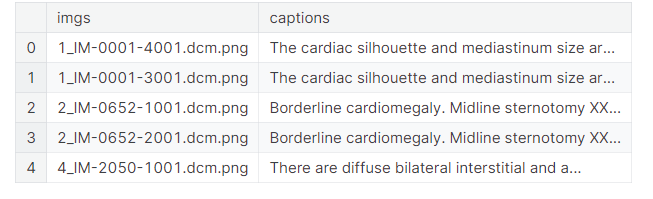 imgs captions
0 1_IM-0001-4001.dcm.png The cardiac silhouette and mediastinum size ar...
1 1_IM-0001-3001.dcm.png The cardiac silhouette and mediastinum size ar...
2 2_IM-0652-1001.dcm.png Borderline cardiomegaly. Midline sternotomy XX...
3 2_IM-0652-2001.dcm.png Borderline cardiomegaly. Midline sternotomy XX...
4 4_IM-2050-1001.dcm.png There are diffuse bilateral interstitial and a...